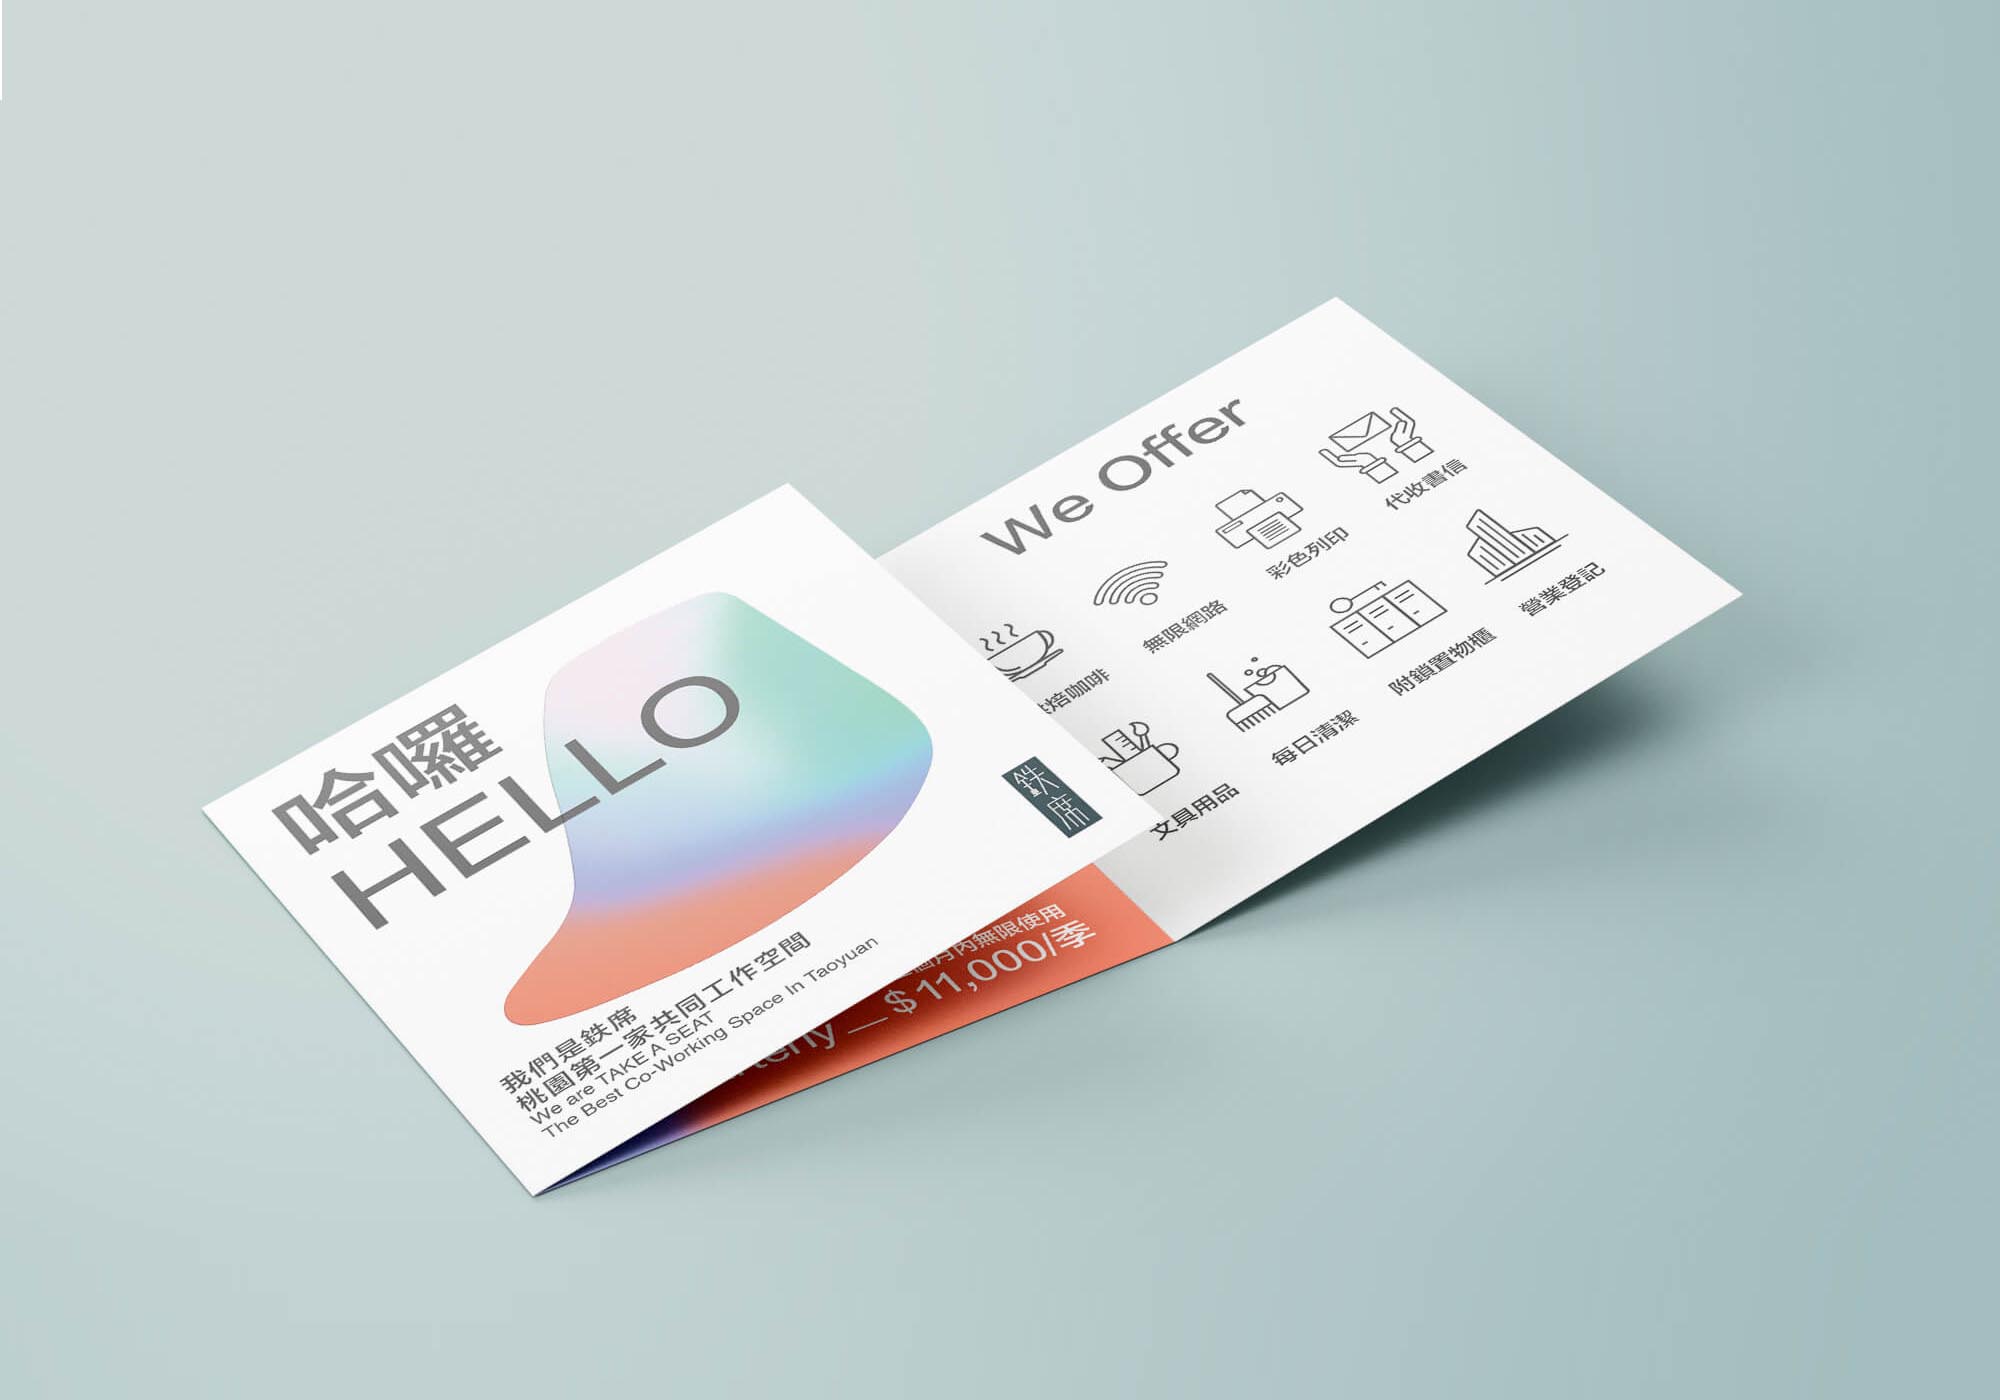 哈囉
HELLO
我們是鉄席
桃園第一家共同工作空間
We are TAKE A SEAT
The Best Co-Working Space In Taoyuan
鉄席
We Offer
焙咖啡
無限網路
彩色列印
代收書信
文具用品
每日清潔
附鎖置物櫃
營業登記
個月內無限使用
$11,000/季